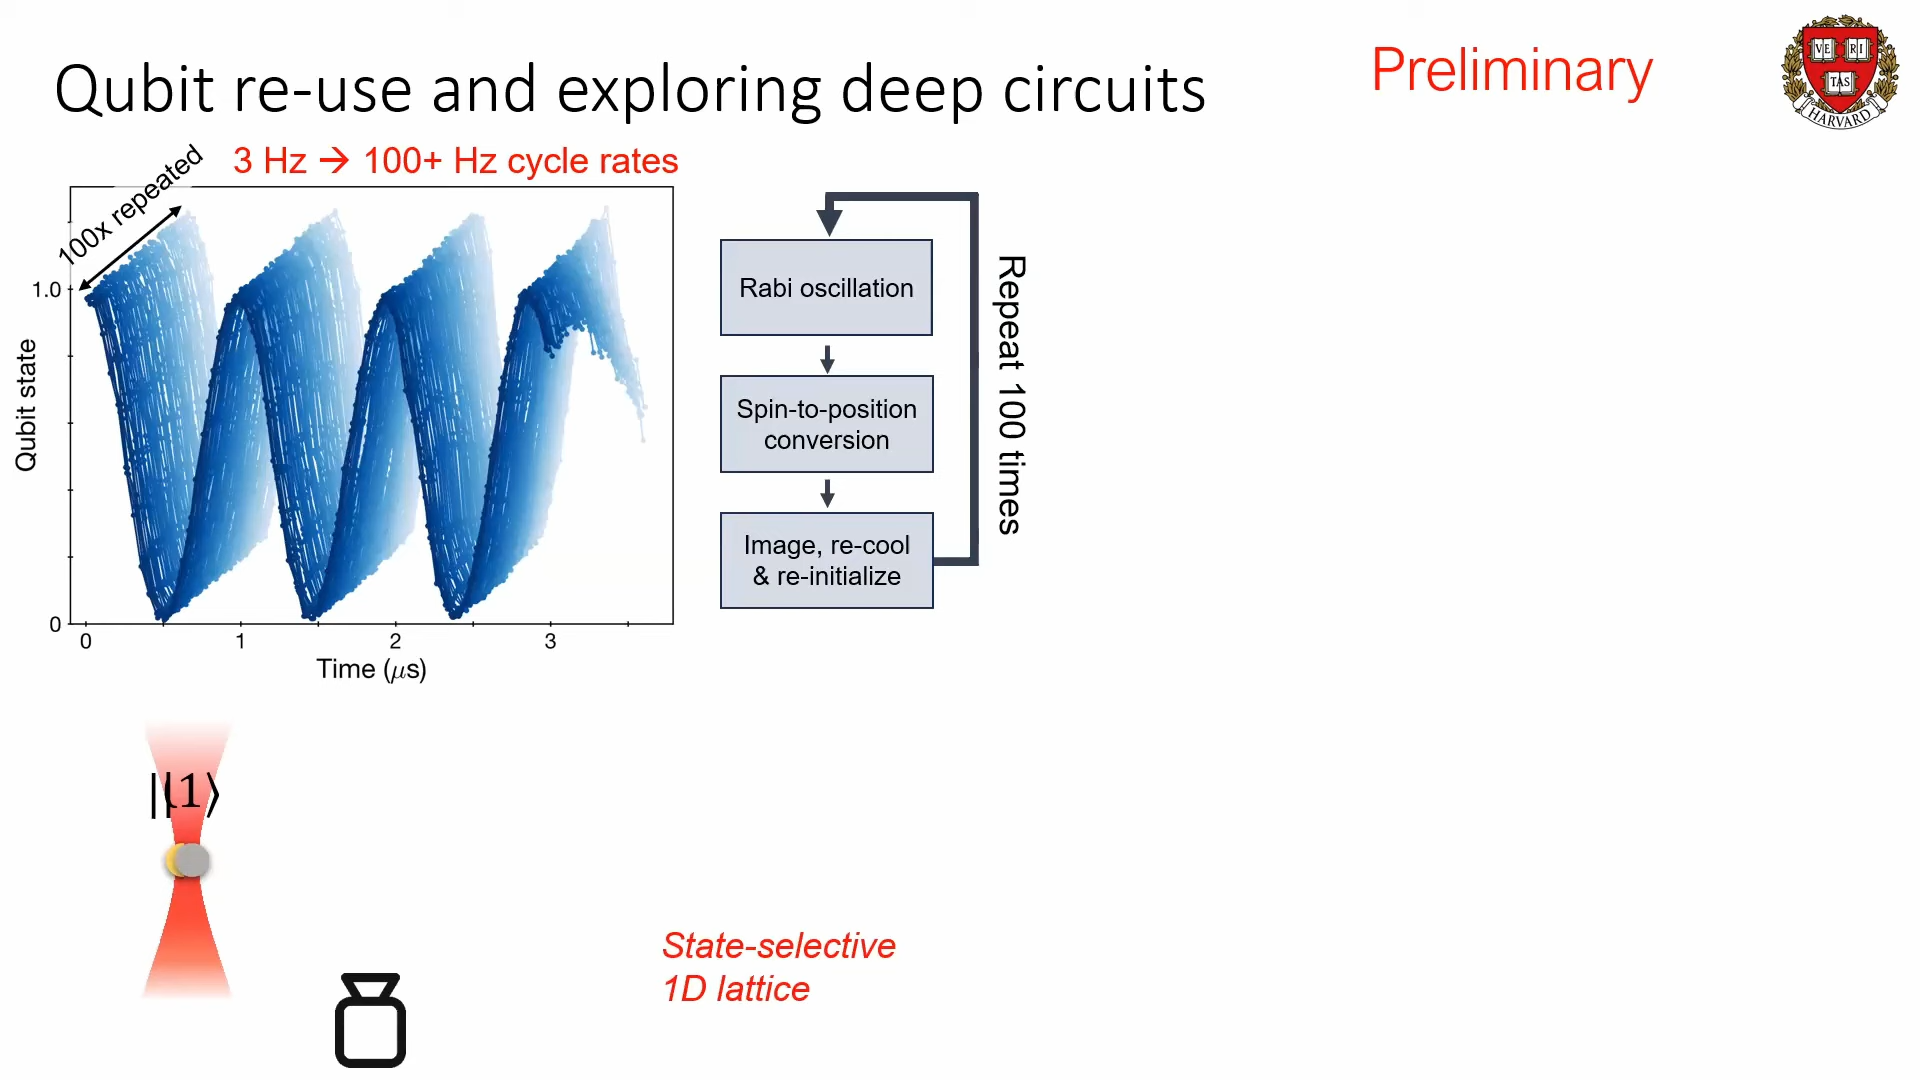 Qubit re-use and exploring deep circuits
Preliminary
VE RI
TAS
HARVARD
3 Hz → 100+ Hz cycle rates
100x repeated
1.0
0
Qubit state
0 1 2 3
Time (μs)
Rabi oscillation
Spin-to-position
conversion
Image, re-cool
& re-initialize
Repeat 100 times
|1⟩
State-selective
1D lattice